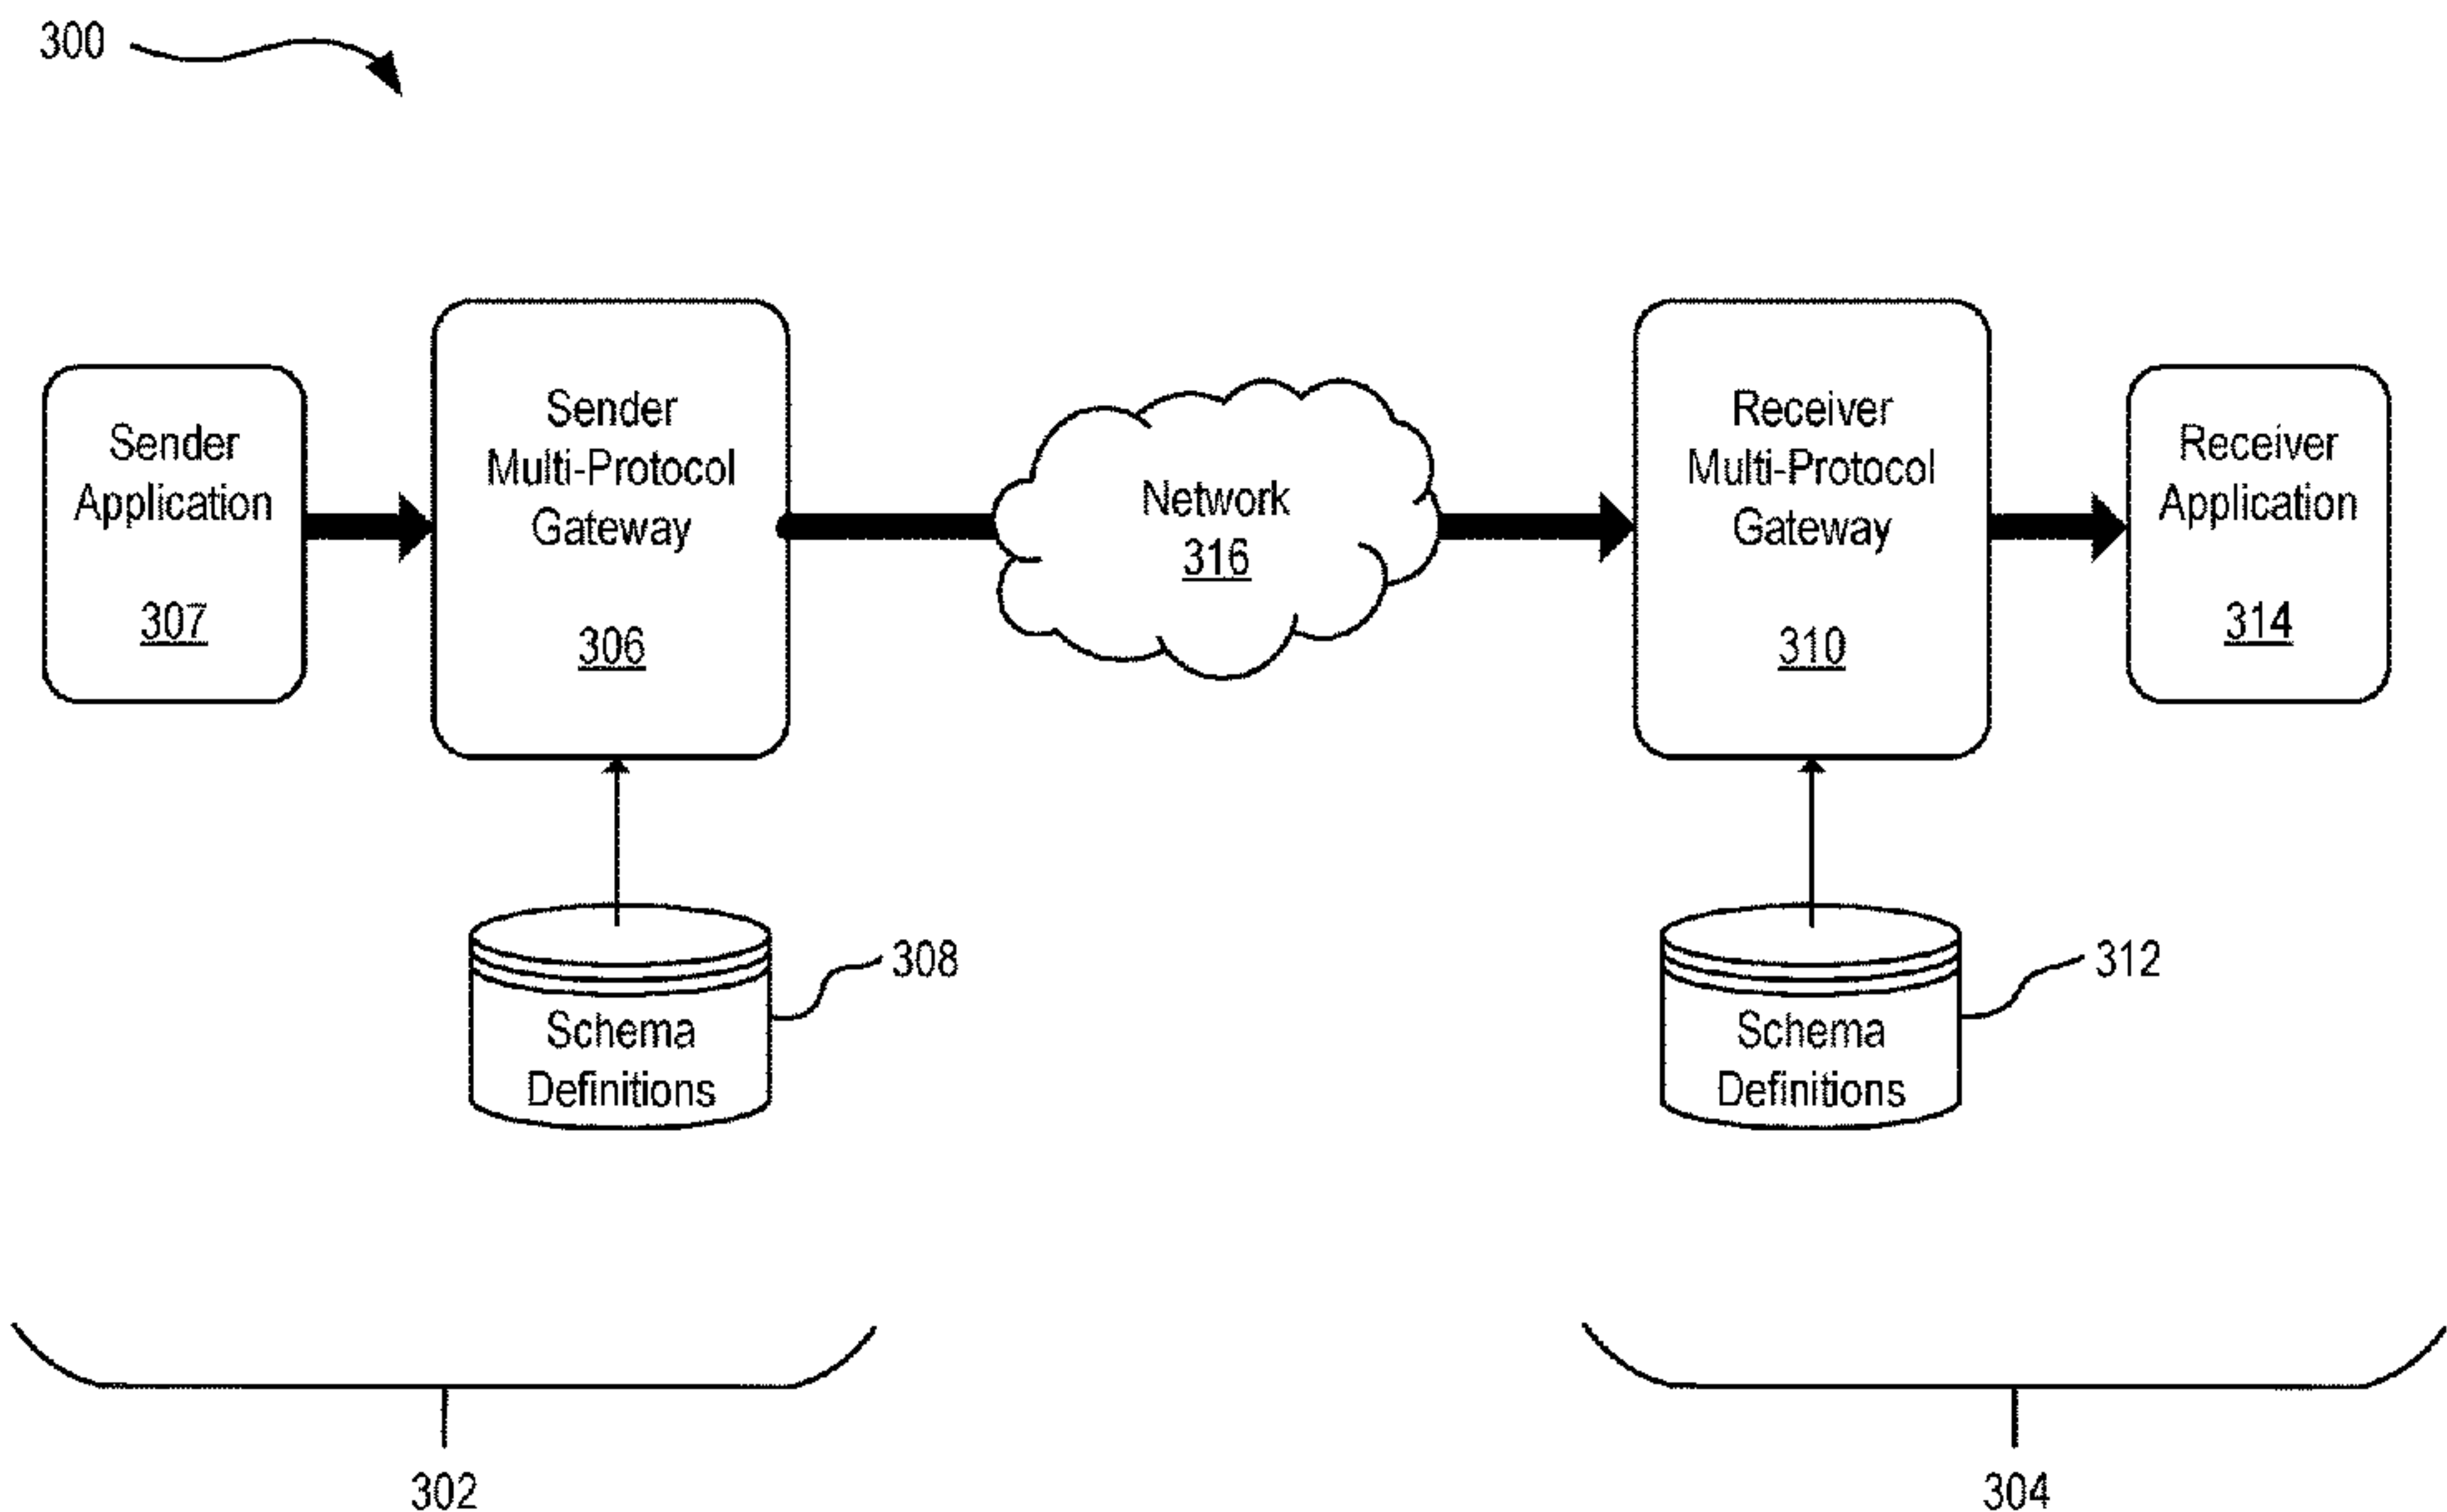 300
Sender
Application
307
Sender
Multi-Protocol
Gateway
306
Network
316
Receiver
Multi-Protocol
Gateway
310
Receiver
Application
314
Schema
Definitions
308
Schema
Definitions
312
302
304